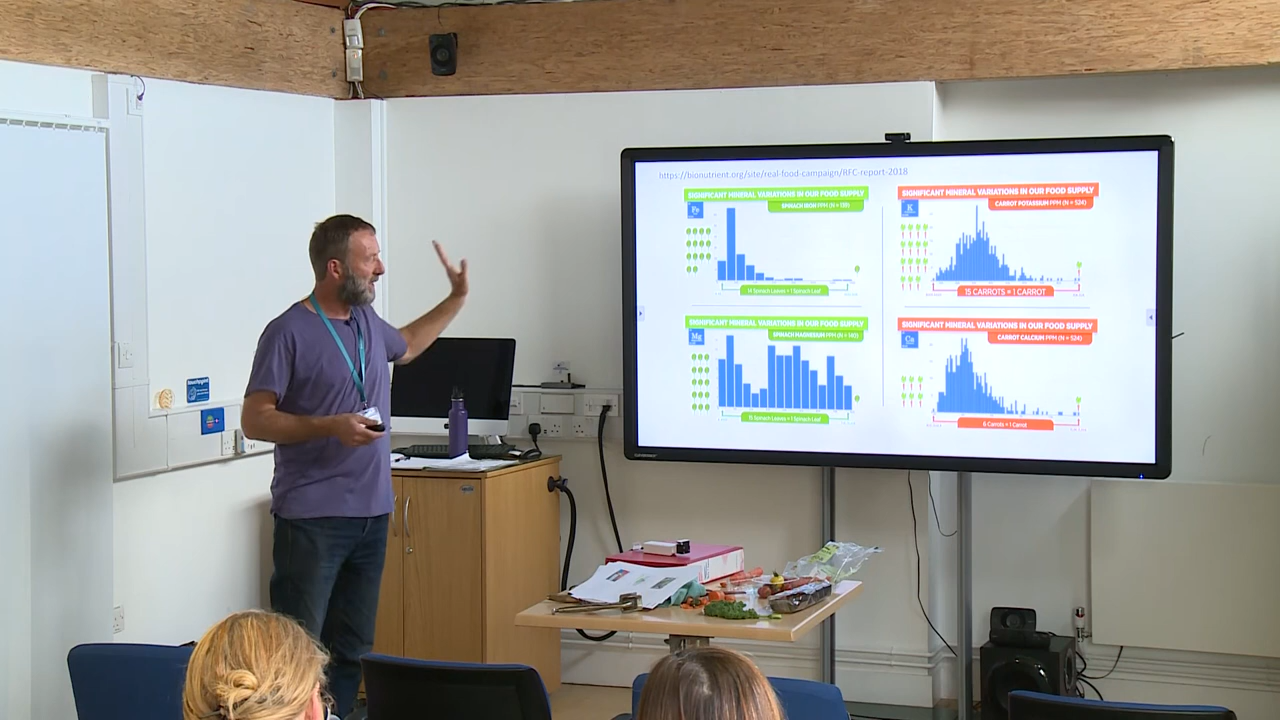 https://bionutrient.org/site/real-food-campaign/RFC-report-2018
SIGNIFICANT MINERAL VARIATIONS IN OUR FOOD SUPPLY
Fe
SPINACH IRON PPM
14 Spinach Leaves = 1 Spinach Leaf
SIGNIFICANT MINERAL VARIATIONS IN OUR FOOD SUPPLY
K
CARROT POTASSIUM PPM (N = 524)
15 CARROTS = 1 CARROT
SIGNIFICANT MINERAL VARIATIONS IN OUR FOOD SUPPLY
Mg
SPINACH MAGNESIUM PPM (N = 140)
15 Spinach Leaves = 1 Spinach Leaf
SIGNIFICANT MINERAL VARIATIONS IN OUR FOOD SUPPLY
Ca
CARROT CALCIUM PPM (N = 524)
6 Carrots = 1 Carrot